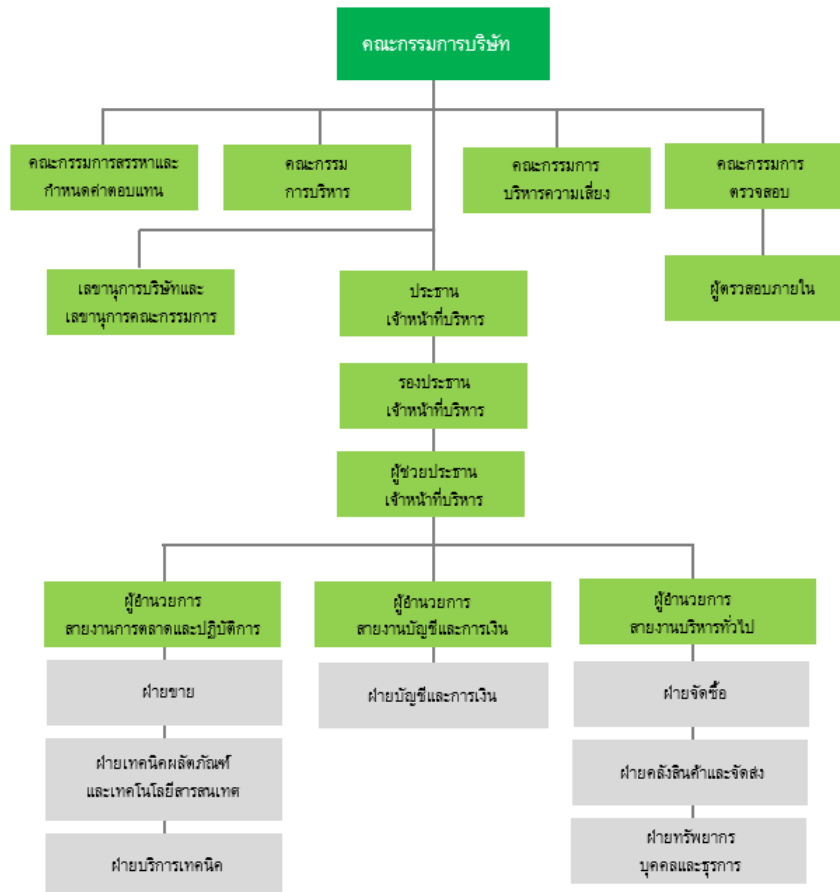 คณะกรรมการบริษัท
คณะกรรมการสรรหาและ
กำหนดค่าตอบแทน
คณะกรรม
การบริหาร
คณะกรรมการ
บริหารความเสี่ยง
คณะกรรมการ
ตรวจสอบ
เลขานุการบริษัทและ
เลขานุการคณะกรรมการ
ประธาน
เจ้าหน้าที่บริหาร
ผู้ตรวสอบภายใน
รองประธาน
เจ้าหน้าที่บริหาร
ผู้ช่วยประธาน
เจ้าหน้าที่บริหาร
ผู้อำนวยการ
สายงานการตลาดและปฏิบัติการ
ผู้อำนวยการ
สายงานบัญชีและการเงิน
ผู้อำนวยการ
สายงานบริหารทั่วไป
ฝ่ายขาย
ฝ่ายบัญชีและการเงิน
ฝ่ายจัดซื้อ
ฝ่ายเทคนิคผลิตภัณฑ์
และเทคโนโลยีสารสนเทศ
ฝ่ายคลังสินค้าและจัดส่ง
ฝ่ายบริการเทคนิค
ฝ่ายทรัพยากร
บุคคลและธุรการ